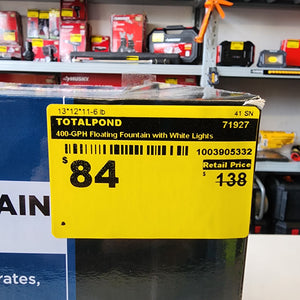 HUSKY
13*12*11-6 lb
41 SN
TOTALPOND
71927
400-GPH Floating Fountain with White Lights
1003905332
$84
Retail Price
$138
AIN
rates,